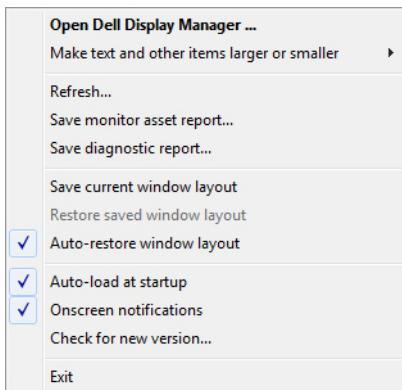 Open Dell Display Manager ...
Make text and other items larger or smaller
Refresh...
Save monitor asset report...
Save diagnostic report...
Save current window layout
Restore saved window layout
Auto-restore window layout
Auto-load at startup
Onscreen notifications
Check for new version...
Exit